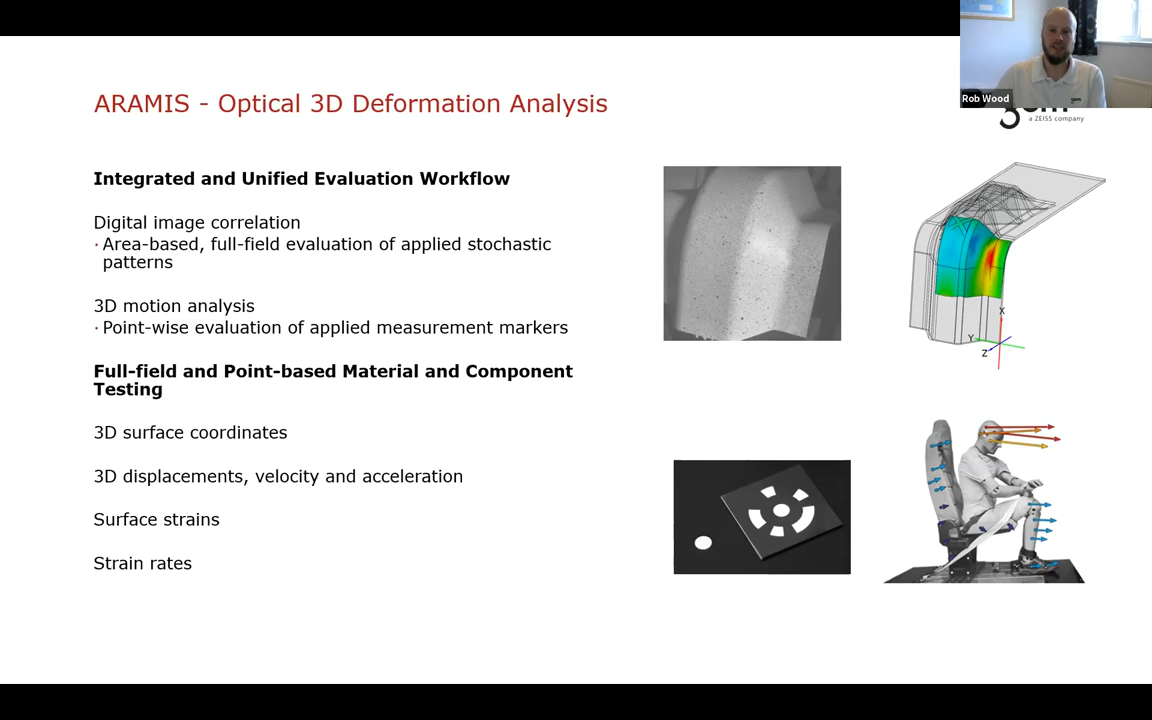 Rob Wood
ARAMIS - Optical 3D Deformation Analysis
a ZEISS company
Integrated and Unified Evaluation Workflow
Digital image correlation
· Area-based, full-field evaluation of applied stochastic
patterns
3D motion analysis
· Point-wise evaluation of applied measurement markers
Full-field and Point-based Material and Component
Testing
3D surface coordinates
3D displacements, velocity and acceleration
Surface strains
Strain rates
X
Y
Z